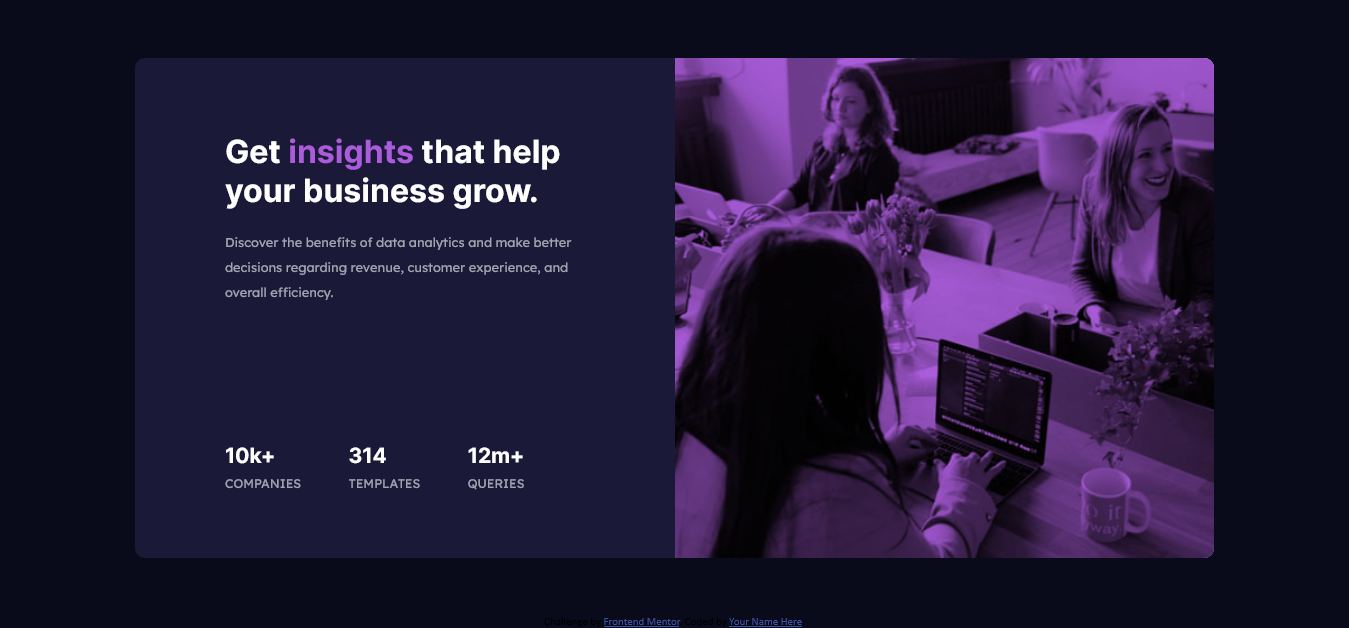 Get insights that help
your business grow.
Discover the benefits of data analytics and make better
decisions regarding revenue, customer experience, and
overall efficiency.
10k+ 314 12m+
COMPANIES TEMPLATES QUERIES
Challenge by Frontend Mentor. Coded by Your Name Here